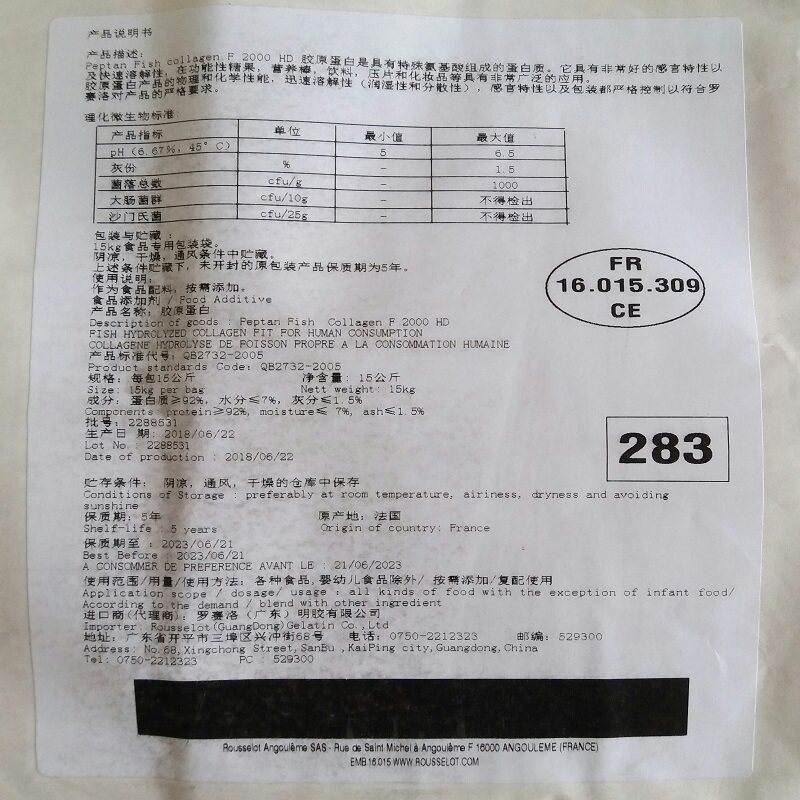 产品说明书
产品描述:
Peptan Fish collagen F 2000 HD 胶原蛋白是具有特殊氨基酸组成的蛋白质。它具有非常好的感官特性以
及快速溶解性，在功能性糖果，营养棒，饮料，压片和化妆品等具有非常广泛的应用。
胶原蛋白产品的物理和化学性能，迅速溶解性（润湿性和分散性），感官特性以及包装都严格控制以符合罗
赛洛对产品的严格要求。
理化微生物标准:
产品指标 单位 最小值 最大值
pH (6.67%, 45° C) 5 6.5
灰份 % - 1.5
菌落总数 cfu/g - 1000
大肠菌群 cfu/10g - 不得检出
沙门氏菌 cfu/25g - 不得检出
包装与贮藏：
15kg食品专用包装袋。
阴凉，干燥，通风条件中贮藏。
上述条件贮藏下，未开封的原包装产品保质期为5年。
使用说明:
作为食品配料，按需添加。
食品添加剂 / Food Additive
产品名称: 胶原蛋白
Description of goods : Peptan Fish Collagen F 2000 HD
FISH HYDROLYZED COLLAGEN FIT FOR HUMAN CONSUMPTION
COLLAGENE HYDROLYSE DE POISSON PROPRE A LA CONSOMMATION HUMAINE
产品标准代号: QB2732-2005
Product standards Code: QB2732-2005
规格: 每包15公斤 净含量: 15公斤
Size: 15kg per bag Nett weight: 15kg
成分: 蛋白质≥92%, 水分≤7%, 灰分≤1.5%
Components: protein≥92%, moisture≤ 7%, ash≤1.5%
批号: 2288531
生产日 期: 2018/06/22
Lot No : 2288531
Date of production : 2018/06/22
FR
16.015.309
CE
283
贮存条件: 阴凉，通风，干燥的仓库中保存
Conditions of Storage : preferably at room temperature, airiness, dryness and avoiding
sunshine
保质期: 5年 原产地: 法国
Shelf-life : 5 years Origin of country: France
保质期至 : 2023/06/21
Best Before : 2023/06/21
A CONSOMMER DE PREFERENCE AVANT LE : 21/06/2023
使用范围/用量/使用方法: 各种食品,婴幼儿食品除外/ 按需添加/复配使用
Application scope / dosage/ usage : all kinds of food with the exception of infant food/
According to the demand / blend with other ingredient
进口商(代理商): 罗赛洛（广东）明胶有限公司
Importer: Rousselot(GuangDong)Gelatin Co.,Ltd
地址: 广东省开平市三埠区兴冲街68号 电话: 0750-2212323 邮编: 529300
Address: No.68,Xingchong Street,SanBu ,KaiPing city,Guangdong,China
Tel: 0750-2212323 PC : 529300
Rousselot Angoulême SAS - Rue de Saint Michel à Angoulême F 16000 ANGOULEME (FRANCE)
EMB.16.015 WWW.ROUSSELOT.COM